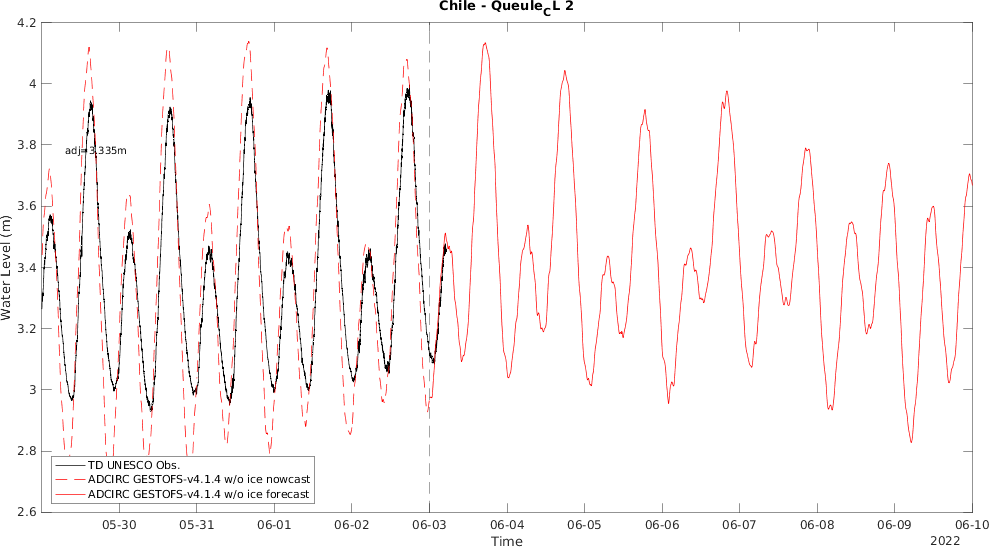 Chile - Queule_CL 2
Water Level (m)
4.2
4
3.8
3.6
3.4
3.2
3
2.8
2.6
adj=3.335m
TD UNESCO Obs.
ADCIRC GESTOFS-v4.1.4 w/o ice nowcast
ADCIRC GESTOFS-v4.1.4 w/o ice forecast
05-30 05-31 06-01 06-02 06-03 06-04 06-05 06-06 06-07 06-08 06-09 06-10
Time
2022